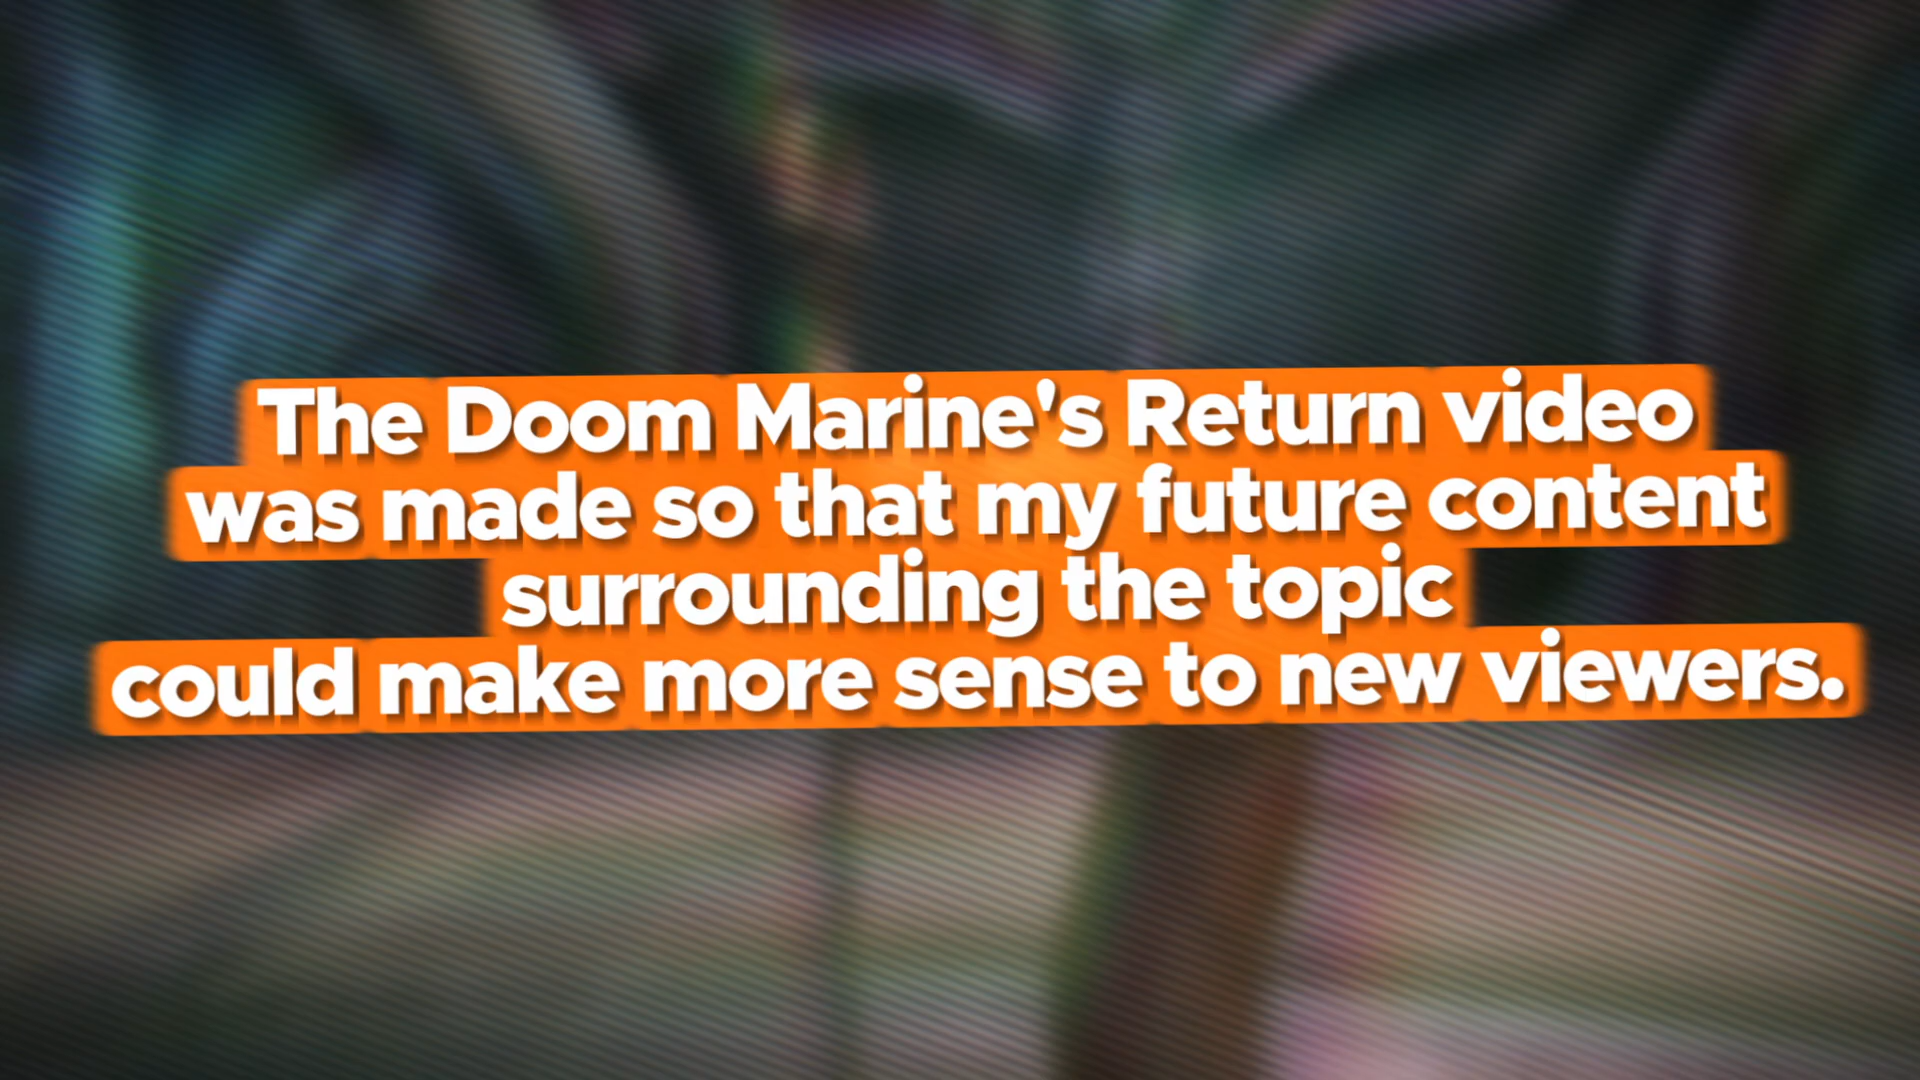 The Doom Marine's Return video
was made so that my future content
surrounding the topic
could make more sense to new viewers.